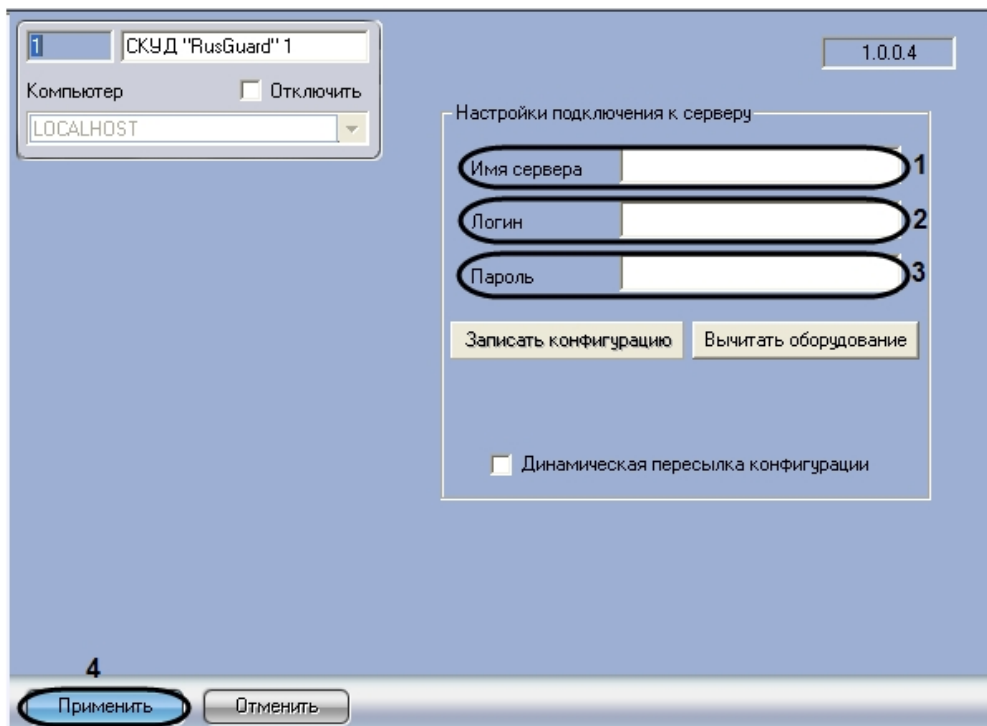 1
СКУД "RusGuard" 1
Компьютер
Отключить
LOCALHOST
1.0.0.4
Настройки подключения к серверу
Имя сервера
1
Логин
2
Пароль
3
Записать конфигурацию
Вычитать оборудование
Динамическая пересылка конфигурации
4
Применить
Отменить